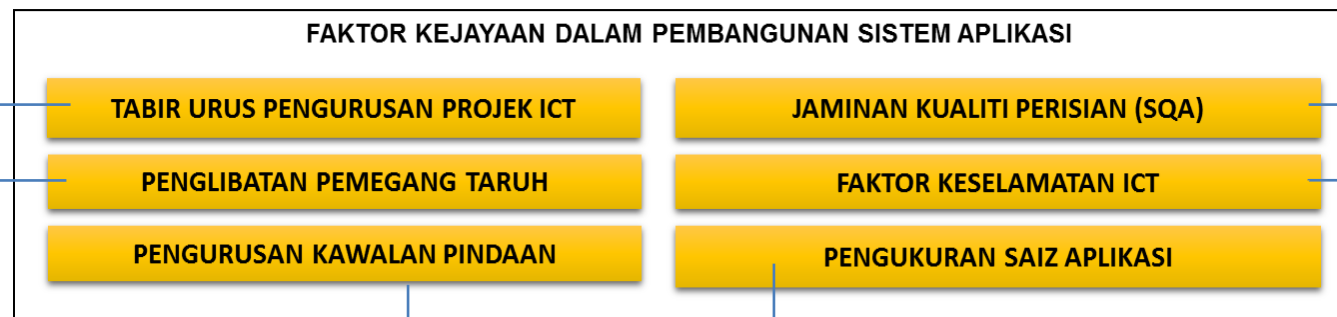 FAKTOR KEJAYAAN DALAM PEMBANGUNAN SISTEM APLIKASI
TABIR URUS PENGURUSAN PROJEK ICT
JAMINAN KUALITI PERISIAN (SQA)
PENGLIBATAN PEMEGANG TARUH
FAKTOR KESELAMATAN ICT
PENGURUSAN KAWALAN PINDAAN
PENGUKURAN SAIZ APLIKASI